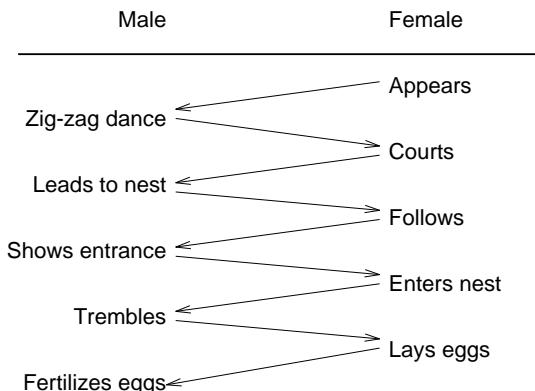 Male Female
Appears
Zig-zag dance
Courts
Leads to nest
Follows
Shows entrance
Enters nest
Trembles
Lays eggs
Fertilizes eggs